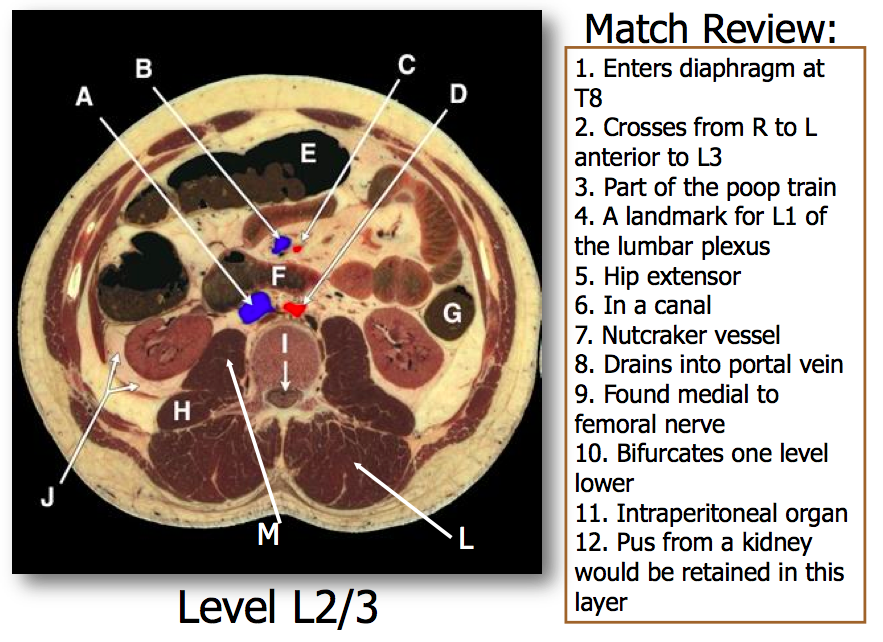 Match Review:
B
C
A
D
E
F
G
I
H
J
M
L
Level L2/3
1. Enters diaphragm at
T8
2. Crosses from R to L
anterior to L3
3. Part of the poop train
4. A landmark for L1 of
the lumbar plexus
5. Hip extensor
6. In a canal
7. Nutcraker vessel
8. Drains into portal vein
9. Found medial to
femoral nerve
10. Bifurcates one level
lower
11. Intraperitoneal organ
12. Pus from a kidney
would be retained in this
layer